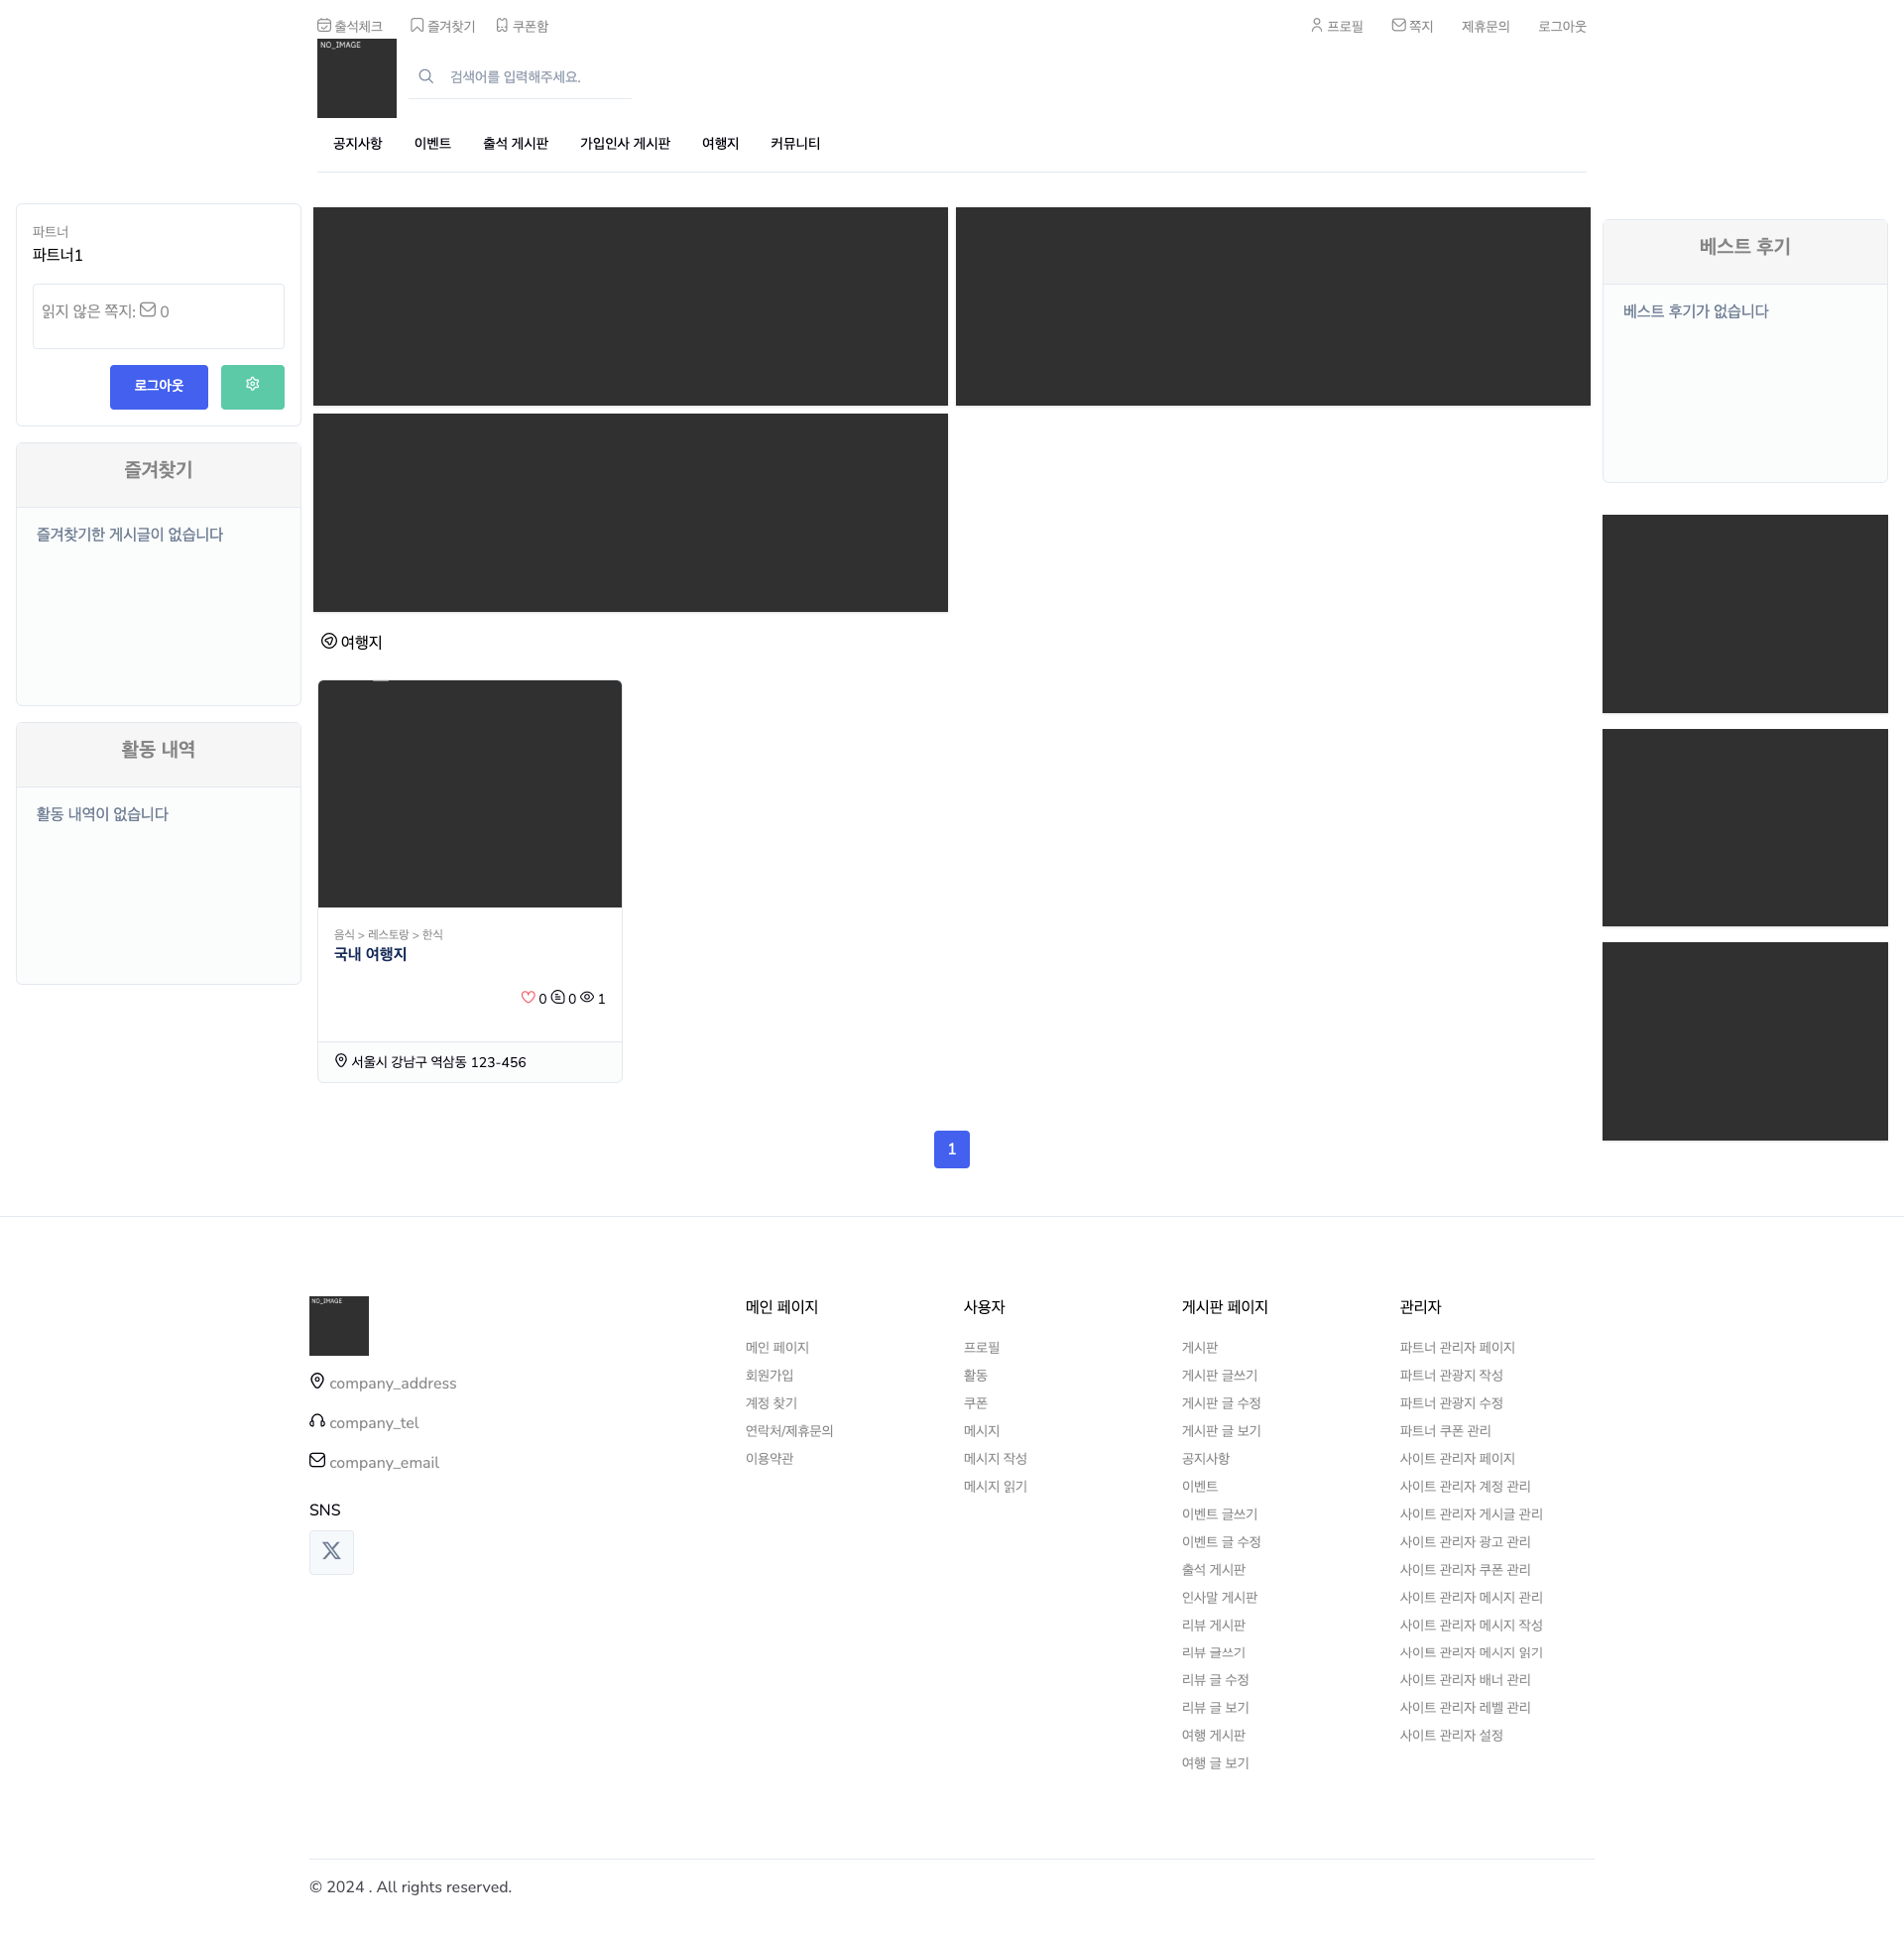 출석체크 즐겨찾기 쿠폰함 프로필 쪽지 제휴문의 로그아웃
NO_IMAGE
검색어를 입력해주세요.
공지사항 이벤트 출석 게시판 가입인사 게시판 여행지 커뮤니티
파트너
파트너1
읽지 않은 쪽지: 0
로그아웃
즐겨찾기
즐겨찾기한 게시글이 없습니다
활동 내역
활동 내역이 없습니다
여행지
음식 > 레스토랑 > 한식
국내 여행지
0 0 1
서울시 강남구 역삼동 123-456
1
베스트 후기
베스트 후기가 없습니다
NO_IMAGE
company_address
company_tel
company_email
SNS
메인 페이지
메인 페이지
회원가입
계정 찾기
연락처/제휴문의
이용약관
사용자
프로필
활동
쿠폰
메시지
메시지 작성
메시지 읽기
게시판 페이지
게시판
게시판 글쓰기
게시판 글 수정
게시판 글 보기
공지사항
이벤트
이벤트 글쓰기
이벤트 글 수정
출석 게시판
인사말 게시판
리뷰 게시판
리뷰 글쓰기
리뷰 글 수정
리뷰 글 보기
여행 게시판
여행 글 보기
관리자
파트너 관리자 페이지
파트너 관광지 작성
파트너 관광지 수정
파트너 쿠폰 관리
사이트 관리자 페이지
사이트 관리자 계정 관리
사이트 관리자 게시글 관리
사이트 관리자 광고 관리
사이트 관리자 쿠폰 관리
사이트 관리자 메시지 관리
사이트 관리자 메시지 작성
사이트 관리자 메시지 읽기
사이트 관리자 배너 관리
사이트 관리자 레벨 관리
사이트 관리자 설정
© 2024 . All rights reserved.